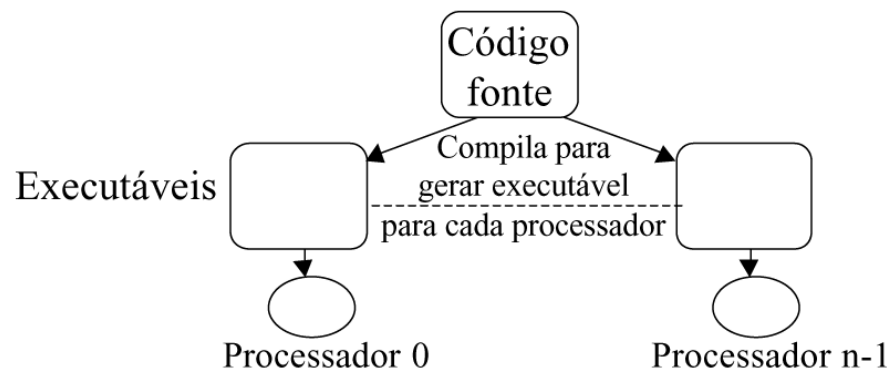 Código
fonte
Compila para
gerar executável
para cada processador
Executáveis
Processador 0
Processador n-1